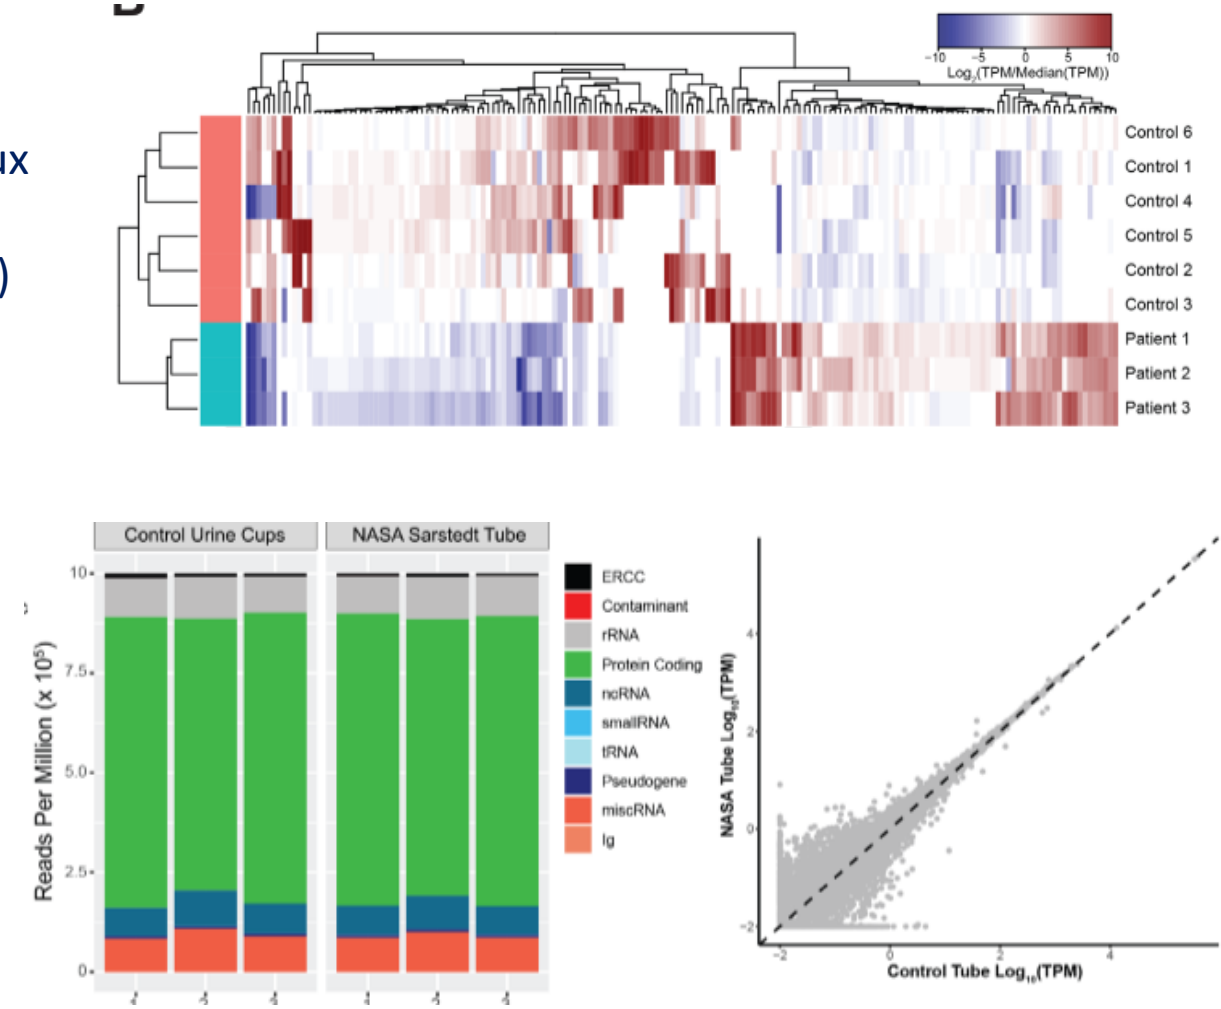 ux
)
−10 −5 0 5 10
Log₂(TPM/Median(TPM))
Control 6
Control 1
Control 4
Control 5
Control 2
Control 3
Patient 1
Patient 2
Patient 3
Control Urine Cups
NASA Sarstedt Tube
Reads Per Million (x 10⁵)
10
7.5
5.0
2.5
0
ERCC
Contaminant
rRNA
Protein Coding
ncRNA
smallRNA
tRNA
Pseudogene
miscRNA
Ig
NASA Tube Log₁₀(TPM)
4
2
0
−2
−2 0 2 4
Control Tube Log₁₀(TPM)